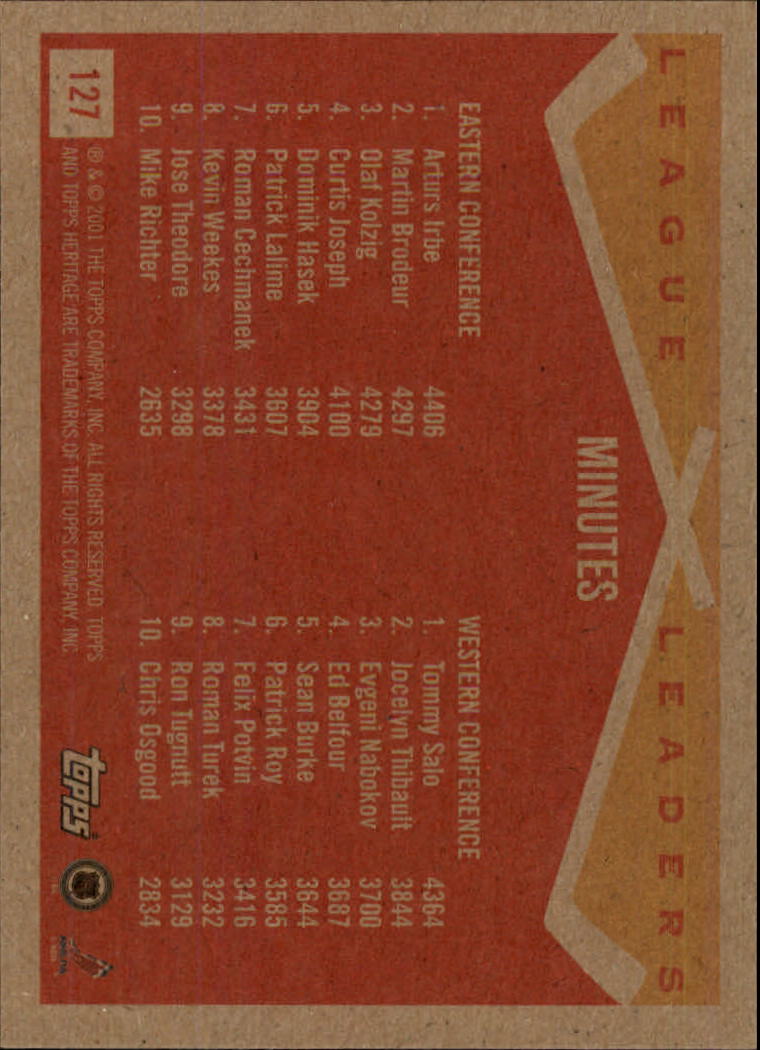 LEAGUE LEADERS
MINUTES
EASTERN CONFERENCE
1. Arturs Irbe 4406
2. Martin Brodeur 4297
3. Olaf Kolzig 4279
4. Curtis Joseph 4100
5. Dominik Hasek 3904
6. Patrick Lalime 3607
7. Roman Cechmanek 3431
8. Kevin Weekes 3378
9. Jose Theodore 3298
10. Mike Richter 2635
WESTERN CONFERENCE
1. Tommy Salo 4364
2. Jocelyn Thibault 3844
3. Evgeni Nabokov 3700
4. Ed Belfour 3687
5. Sean Burke 3644
6. Patrick Roy 3585
7. Felix Potvin 3416
8. Roman Turek 3232
9. Ron Tugnutt 3129
10. Chris Osgood 2834
127
® & © 2001 THE TOPPS COMPANY, INC. ALL RIGHTS RESERVED. TOPPS
AND TOPPS HERITAGE ARE TRADEMARKS OF THE TOPPS COMPANY, INC.
topps